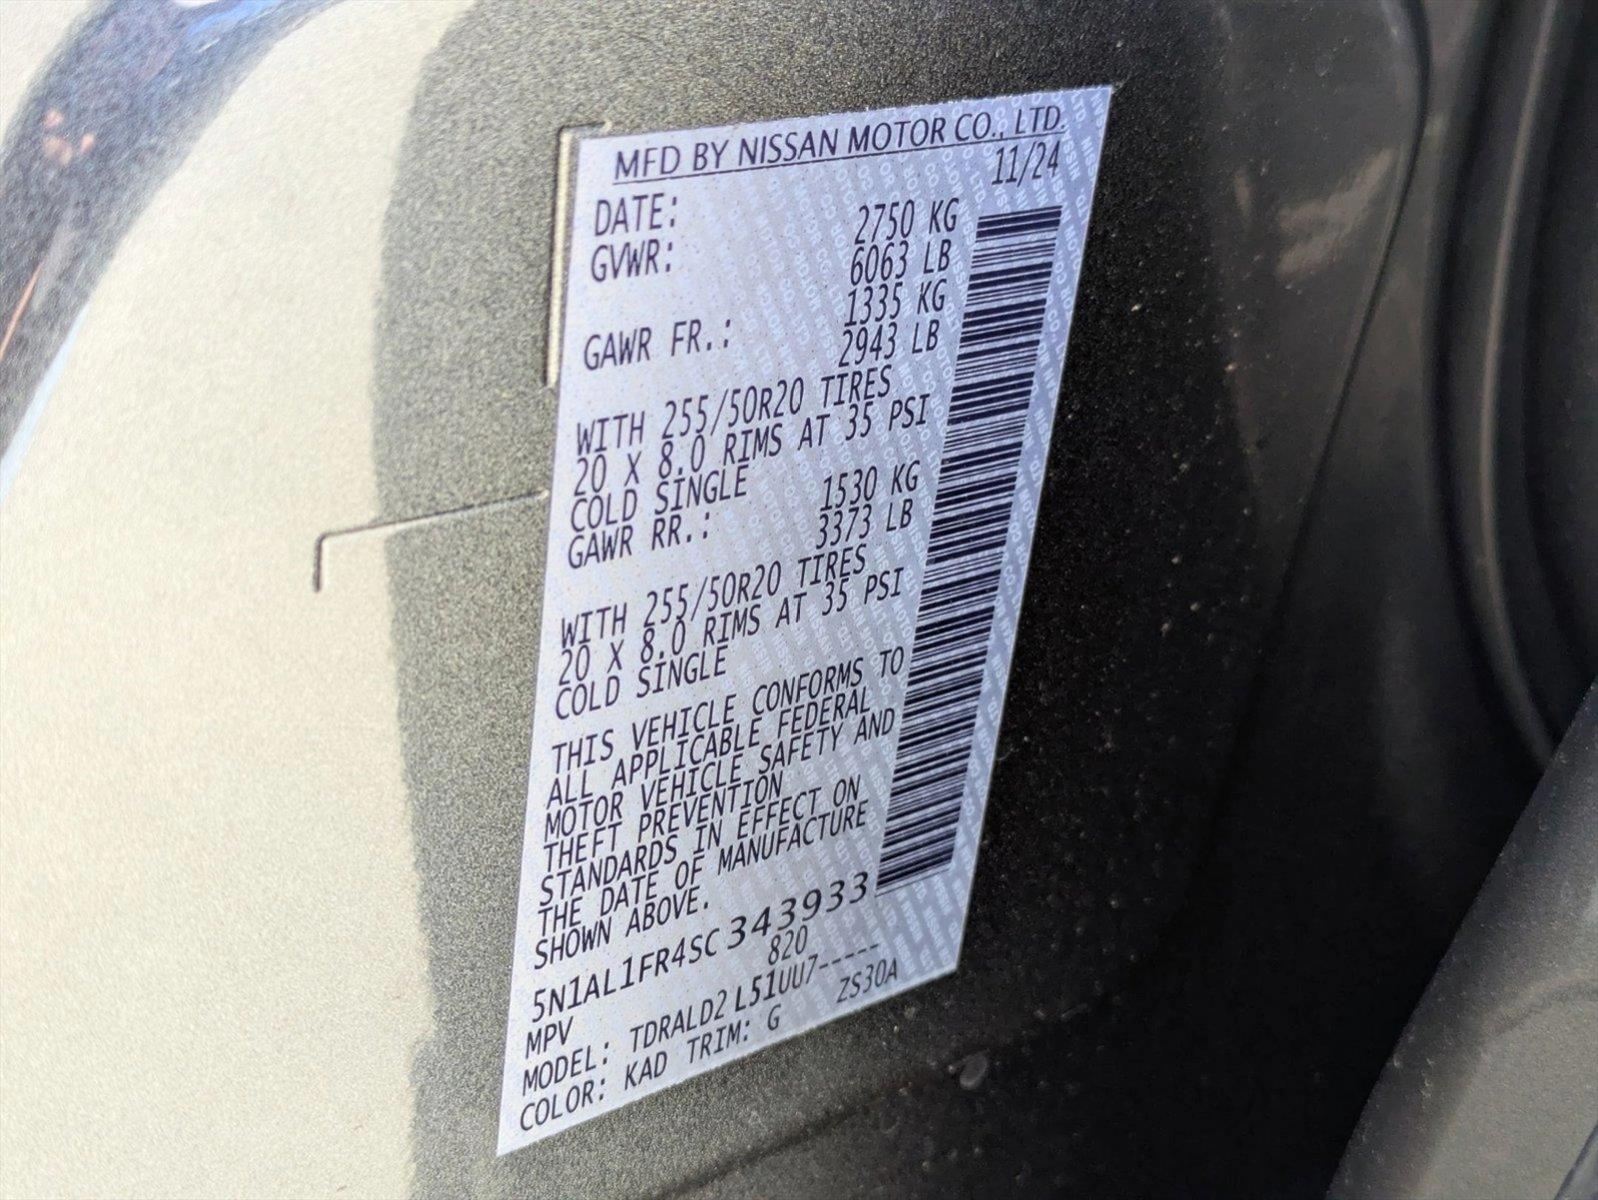 MFD BY NISSAN MOTOR CO., LTD.
DATE: 11/24
GVWR: 2750 KG
6063 LB
GAWR FR.: 1335 KG
2943 LB
WITH 255/50R20 TIRES
20 X 8.0 RIMS AT 35 PSI
COLD SINGLE
GAWR RR.: 1530 KG
3373 LB
WITH 255/50R20 TIRES
20 X 8.0 RIMS AT 35 PSI
COLD SINGLE
THIS VEHICLE CONFORMS TO
ALL APPLICABLE FEDERAL
MOTOR VEHICLE SAFETY AND
THEFT PREVENTION
STANDARDS IN EFFECT ON
THE DATE OF MANUFACTURE
SHOWN ABOVE.
5N1AL1FR4SC343933
MPV 820
MODEL: TDRALD2 L51UU7-----
COLOR: KAD TRIM: G ZS30A